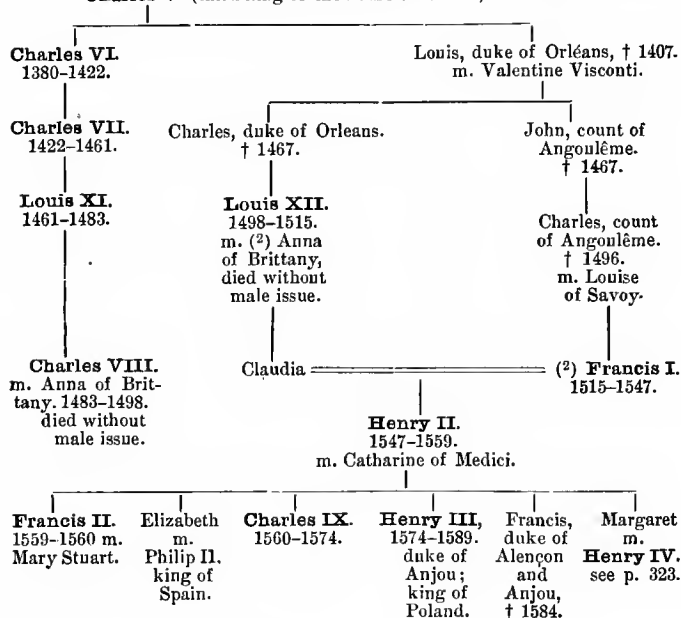 Charles VI.
1380–1422.
Louis, duke of Orléans, † 1407.
m. Valentine Visconti.
Charles VII.
1422–1461.
Charles, duke of Orleans.
† 1467.
John, count of
Angoulême.
† 1467.
Louis XI.
1461–1483.
Louis XII.
1498–1515.
m. (²) Anna
of Brittany,
died without
male issue.
Charles, count
of Angoulême.
† 1496.
m. Louise
of Savoy.
Charles VIII.
m. Anna of Brit-
tany. 1483–1498.
died without
male issue.
Claudia
(²) Francis I.
1515–1547.
Henry II.
1547–1559.
m. Catharine of Medici.
Francis II.
1559–1560 m.
Mary Stuart.
Elizabeth
m.
Philip II,
king of
Spain.
Charles IX.
1560–1574.
Henry III,
1574–1589.
duke of
Anjou;
king of
Poland.
Francis,
duke of
Alençon
and
Anjou,
† 1584.
Margaret
m.
Henry IV.
see p. 323.